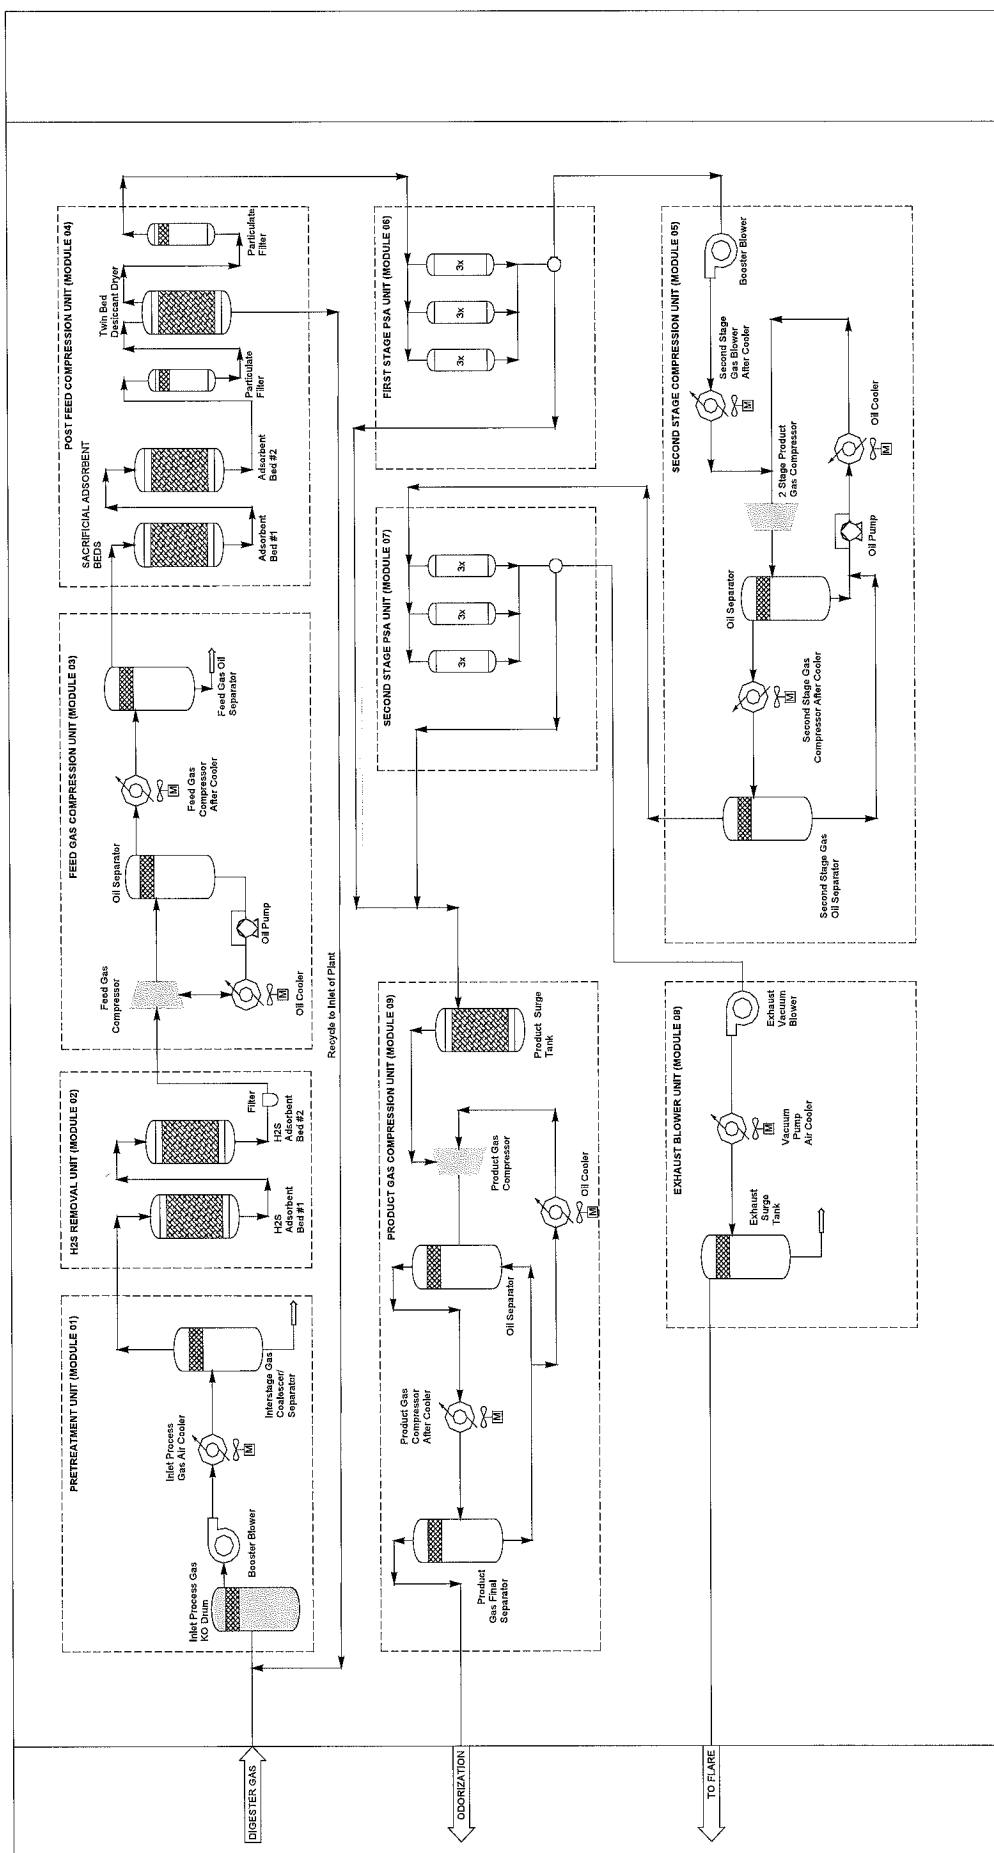 DIGESTER GAS
ODORIZATION
TO FLARE
PRETREATMENT UNIT (MODULE 01)
Inlet Process Gas
KO Drum
Booster Blower
Inlet Process
Gas Air Cooler
M
Interstage Gas
Coalescer/
Separator
H2S REMOVAL UNIT (MODULE 02)
H2S
Adsorbent
Bed #1
H2S
Adsorbent
Bed #2
Filter
FEED GAS COMPRESSION UNIT (MODULE 03)
Feed Gas
Compressor
Oil Cooler
M
Oil Pump
Oil Separator
Feed Gas
Compressor
After Cooler
M
Feed Gas Oil
Separator
POST FEED COMPRESSION UNIT (MODULE 04)
SACRIFICIAL ADSORBENT
BEDS
Adsorbent
Bed #1
Adsorbent
Bed #2
Particulate
Filter
Twin Bed
Desiccant Dryer
Particulate
Filter
Recycle to Inlet of Plant
PRODUCT GAS COMPRESSION UNIT (MODULE 09)
Product
Gas Final
Separator
Product Gas
Compressor
After Cooler
M
Oil Separator
Oil Cooler
M
Product Gas
Compressor
Product Surge
Tank
SECOND STAGE PSA UNIT (MODULE 07)
3x
3x
3x
FIRST STAGE PSA UNIT (MODULE 06)
3x
3x
3x
EXHAUST BLOWER UNIT (MODULE 08)
Exhaust
Surge
Tank
Vacuum
Pump
Air Cooler
M
Exhaust
Vacuum
Blower
SECOND STAGE COMPRESSION UNIT (MODULE 05)
Second Stage Gas
Oil Separator
Second Stage Gas
Compressor After Cooler
M
Oil Separator
Oil Pump
2 Stage Product
Gas Compressor
Oil Cooler
M
Second Stage
Gas Blower
After Cooler
M
Booster Blower